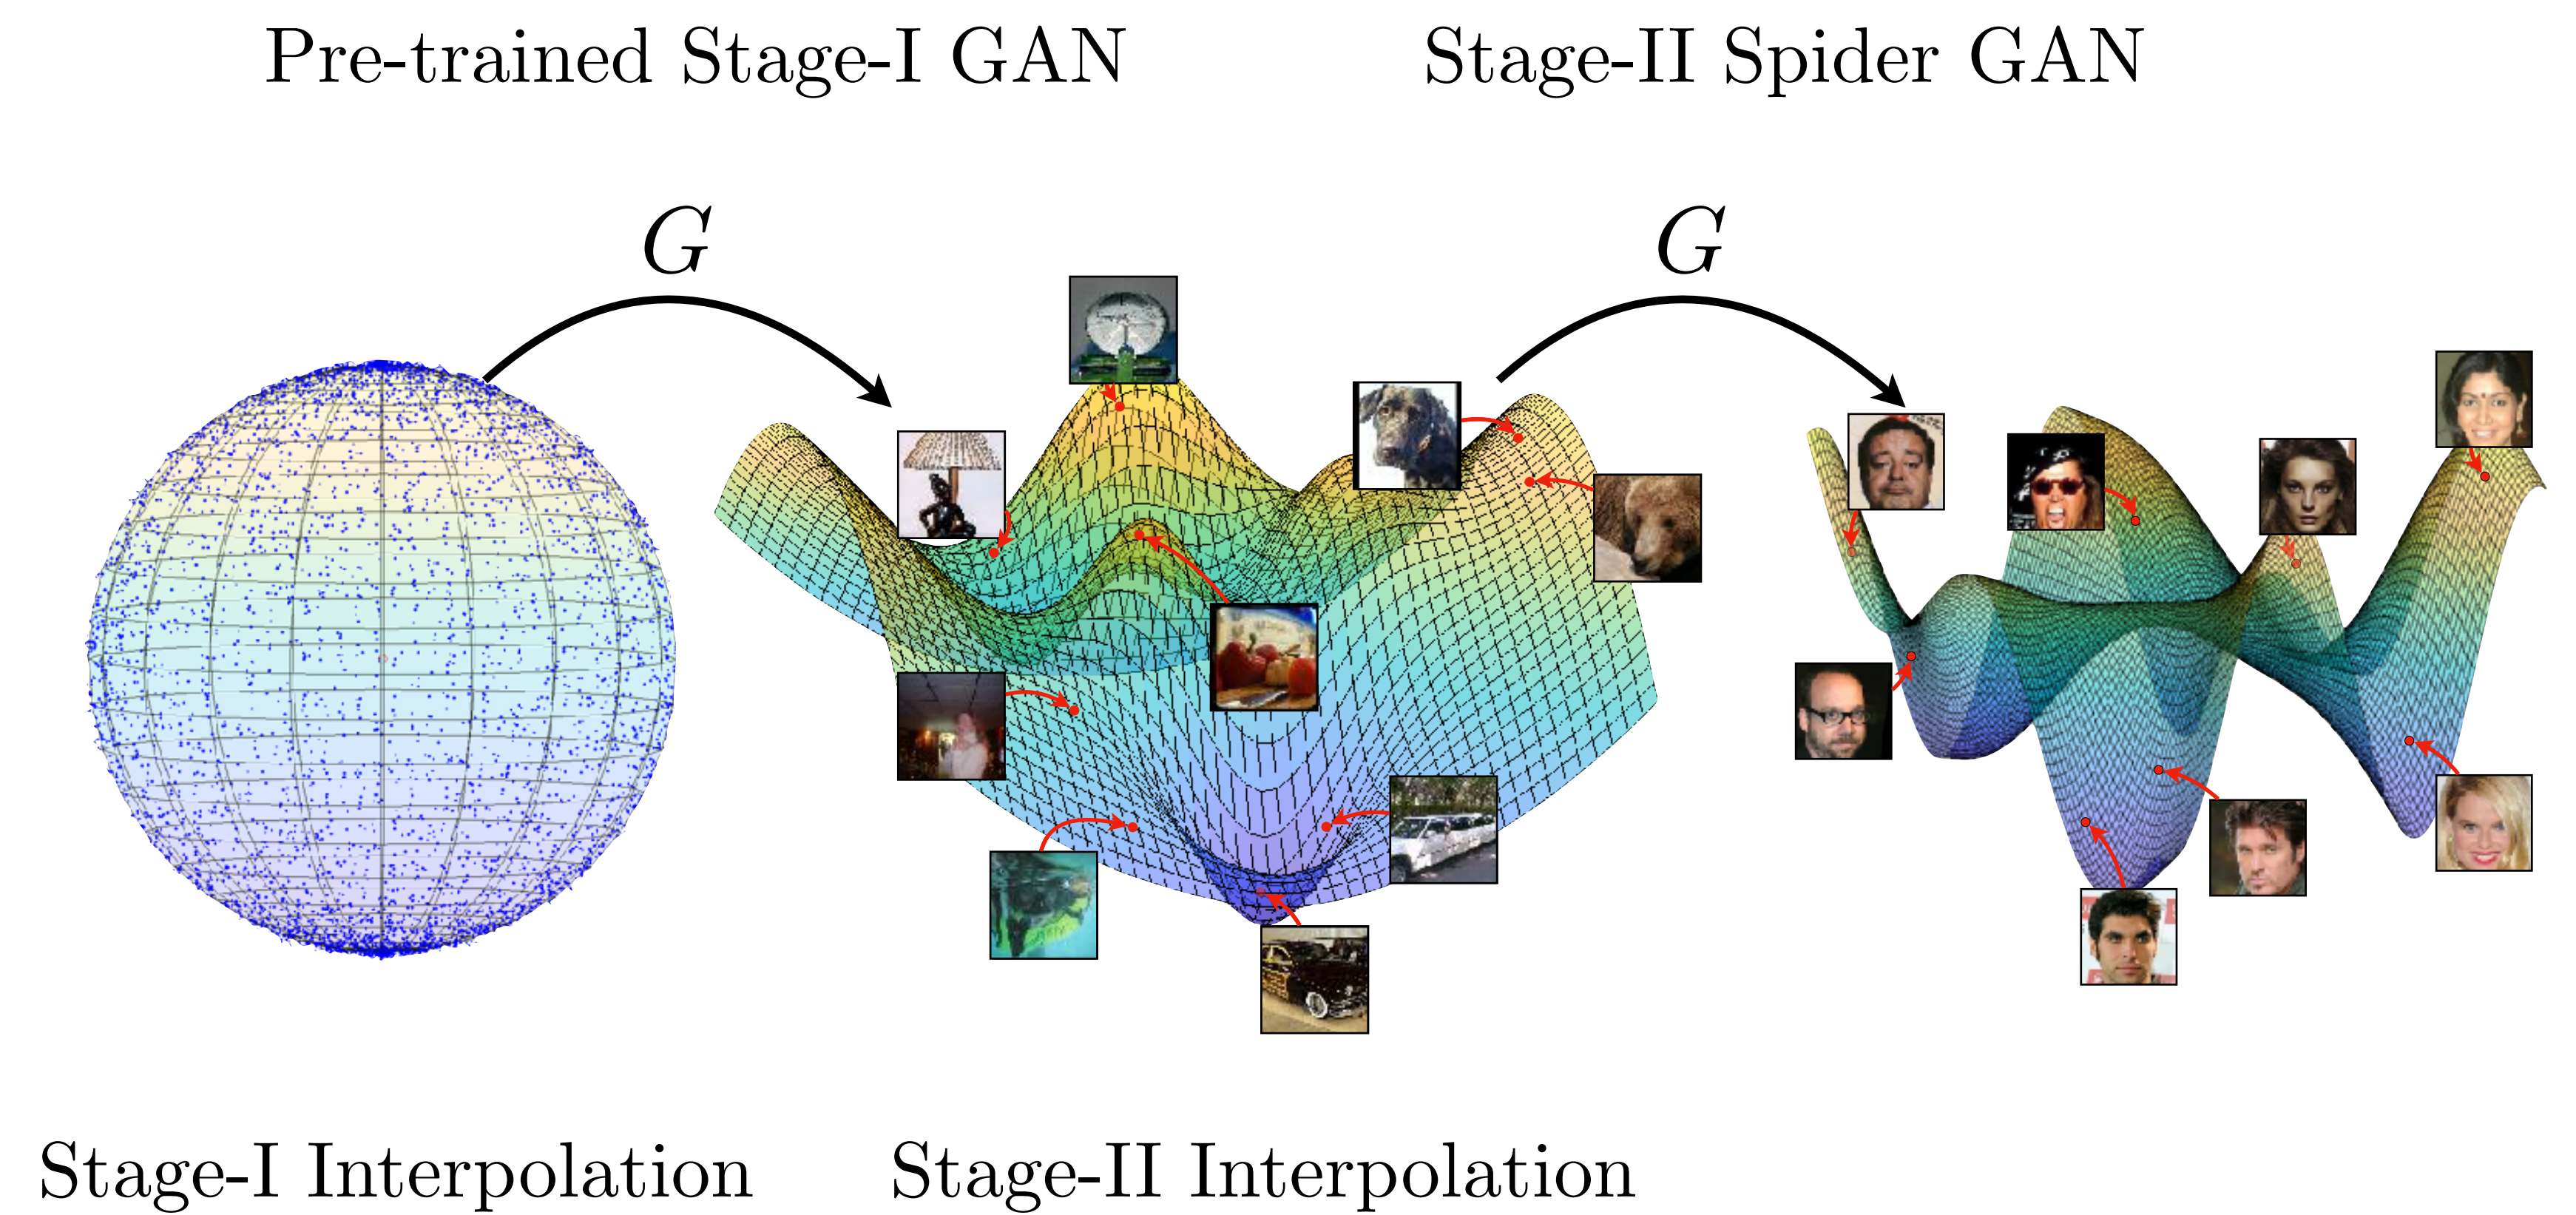 Pre-trained Stage-I GAN
Stage-II Spider GAN
G
G
Stage-I Interpolation
Stage-II Interpolation